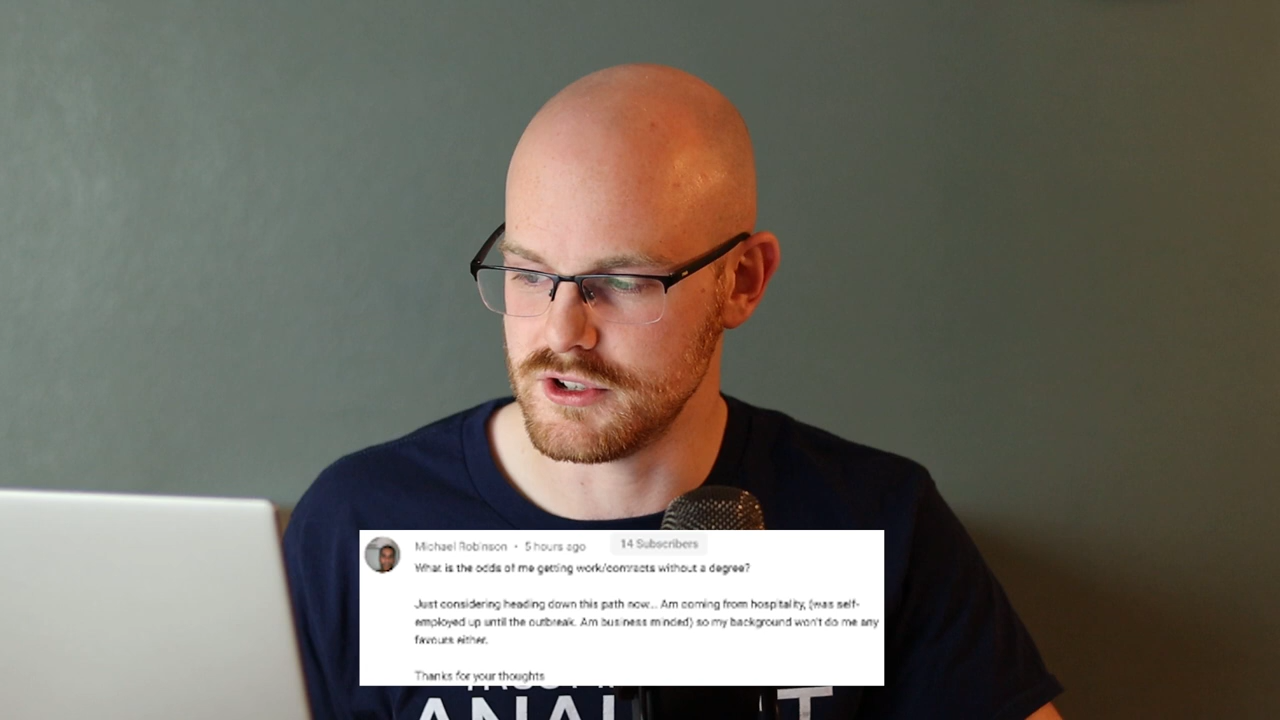 Michael Robinson • 5 hours ago 14 Subscribers
What is the odds of me getting work/contracts without a degree?
Just considering heading down this path now... Am coming from hospitality, (was self-
employed up until the outbreak. Am business minded) so my background won't do me any
favours either.
Thanks for your thoughts